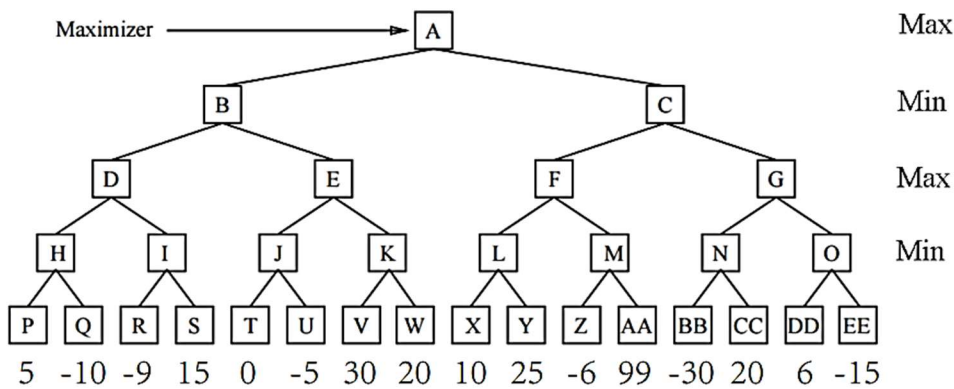 Maximizer A Max
B C Min
D E F G Max
H I J K L M N O Min
P Q R S T U V W X Y Z AA BB CC DD EE
5 -10 -9 15 0 -5 30 20 10 25 -6 99 -30 20 6 -15